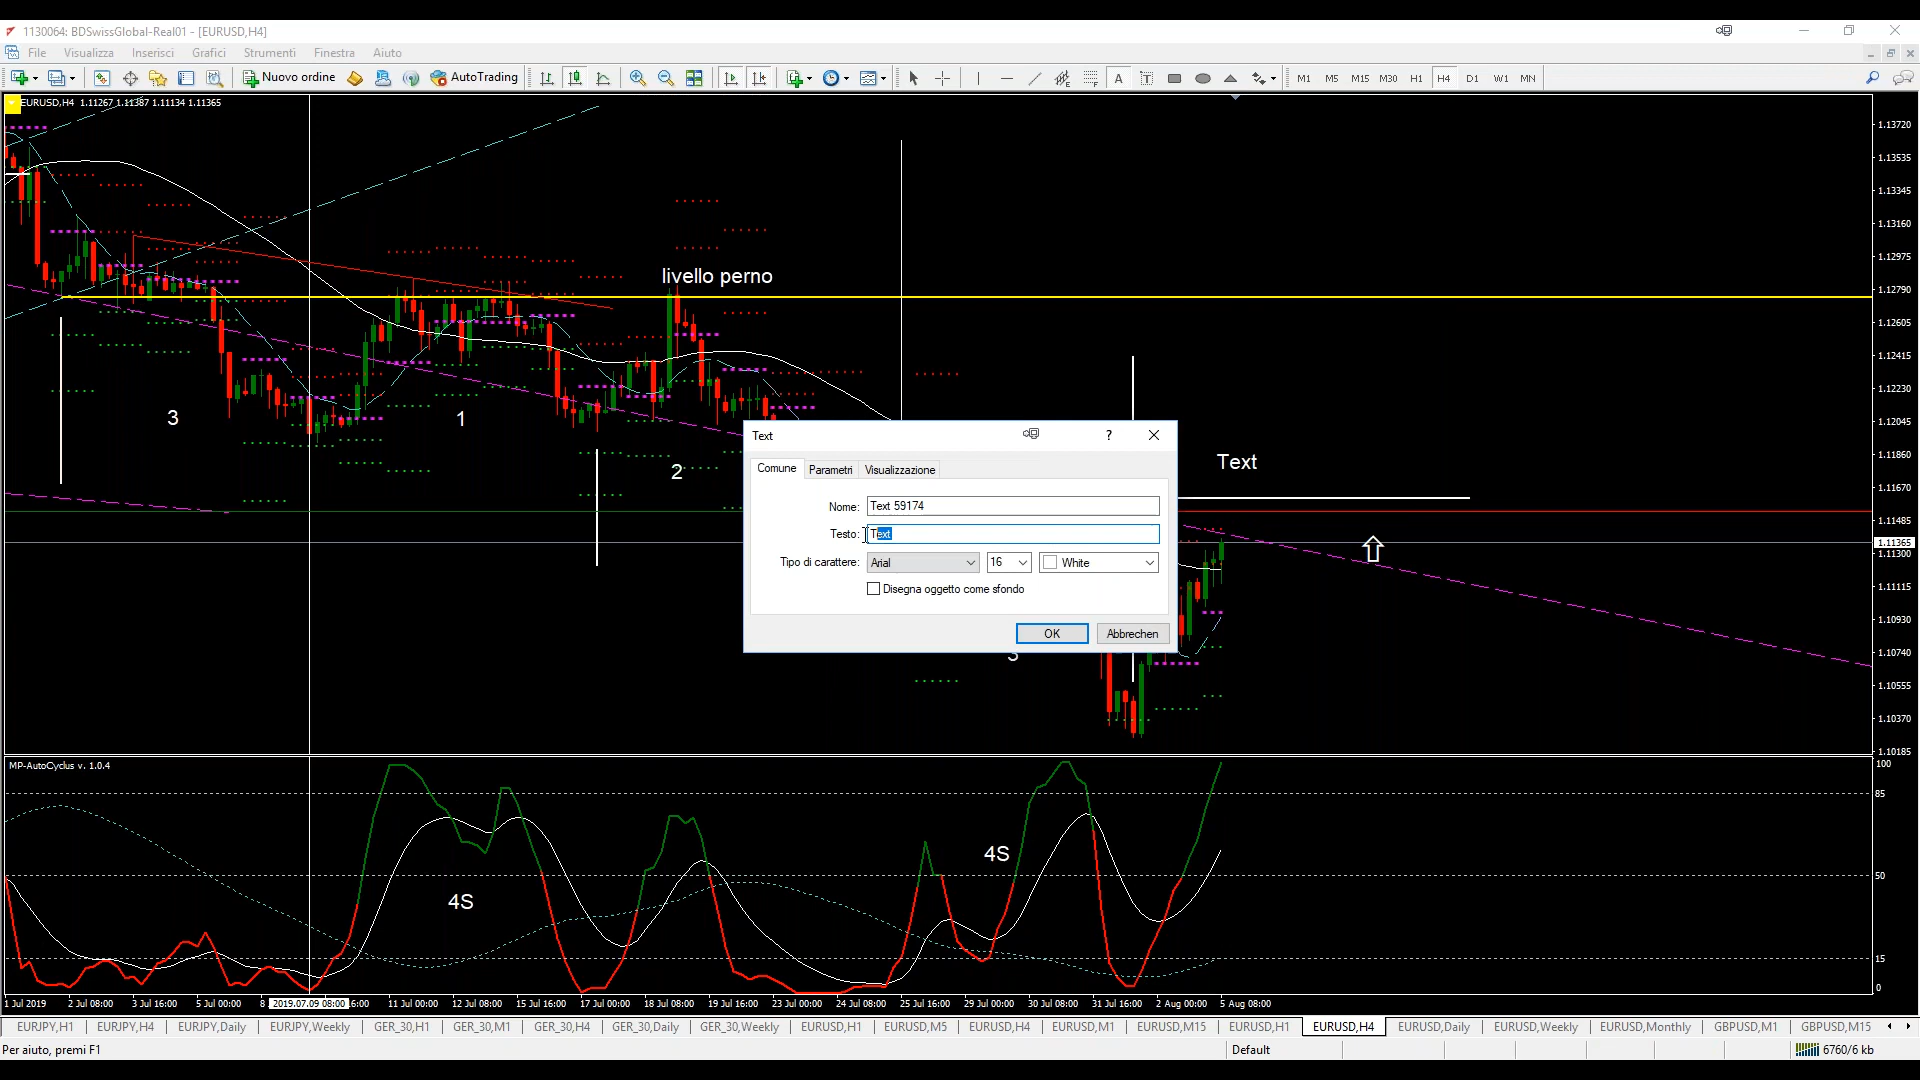 1130064: BDSwissGlobal-Real01 - [EURUSD,H4]
File Visualizza Inserisci Grafici Strumenti Finestra Aiuto
Nuovo ordine AutoTrading A T M1 M5 M15 M30 H1 H4 D1 W1 MN
EURUSD,H4 1.11267 1.11387 1.11134 1.11365
1.13720
1.13535
1.13345
1.13160
1.12975
livello perno
1.12790
1.12605
1.12415
1.12230
3 1
1.12045
Text ?
1.11860
Text
Comune Parametri Visualizzazione
2
1.11670
Nome: Text 59174
1.11485
Testo: Text
1.11365
1.11300
Tipo di carattere: Arial 16 White
Disegna oggetto come sfondo
1.11115
1.10930
OK Abbrechen
1.10740
1.10555
1.10370
1.10185
MP-AutoCyclus v. 1.0.4
100
85
4S
50
4S
15
0
1 Jul 2019 2 Jul 08:00 3 Jul 16:00 5 Jul 00:00 8 2019.07.09 08:00 6:00 11 Jul 00:00 12 Jul 08:00 15 Jul 16:00 17 Jul 00:00 18 Jul 08:00 19 Jul 16:00 23 Jul 00:00 24 Jul 08:00 25 Jul 16:00 29 Jul 00:00 30 Jul 08:00 31 Jul 16:00 2 Aug 00:00 5 Aug 08:00
EURJPY,H1 EURJPY,H4 EURJPY,Daily EURJPY,Weekly GER_30,H1 GER_30,M1 GER_30,H4 GER_30,Daily GER_30,Weekly EURUSD,H1 EURUSD,M5 EURUSD,H4 EURUSD,M1 EURUSD,M15 EURUSD,H1 EURUSD,H4 EURUSD,Daily EURUSD,Weekly EURUSD,Monthly GBPUSD,M1 GBPUSD,M15
Per aiuto, premi F1 Default 6760/6 kb